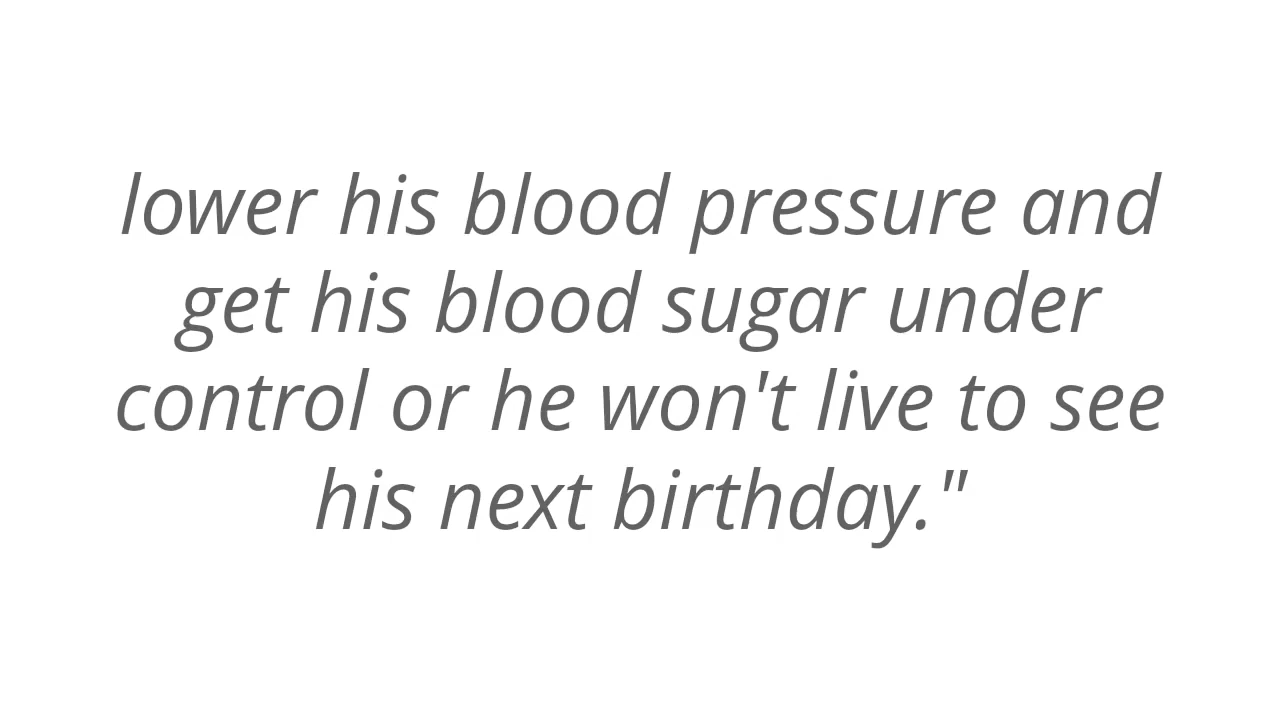 lower his blood pressure and
get his blood sugar under
control or he won't live to see
his next birthday."